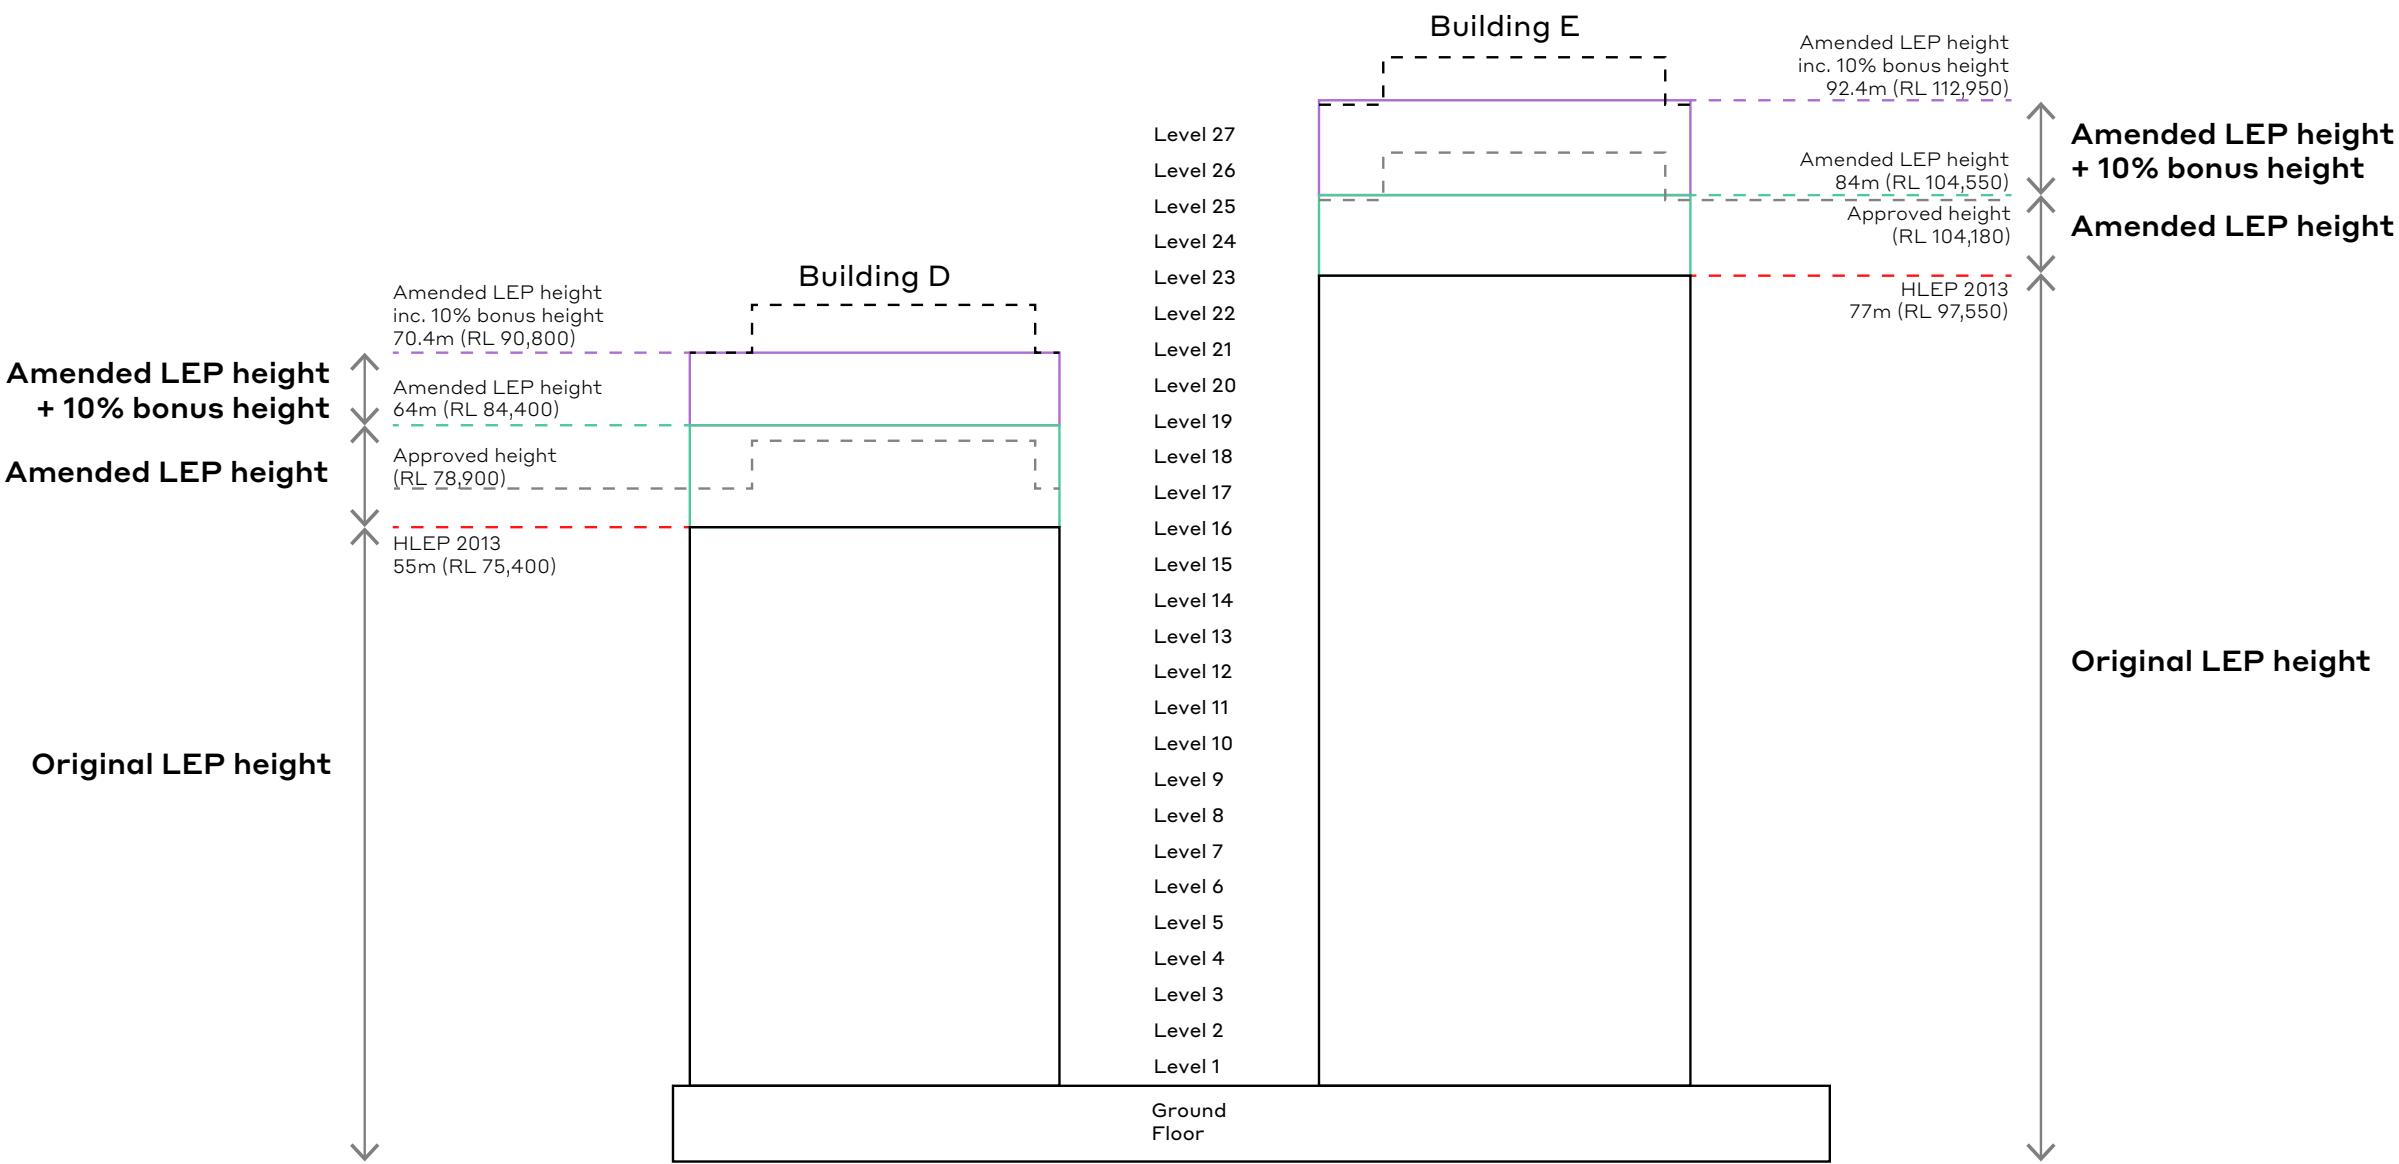 Building E
Amended LEP height
inc. 10% bonus height
92.4m (RL 112,950)
Amended LEP height
+ 10% bonus height
Amended LEP height
84m (RL 104,550)
Approved height
(RL 104,180)
Amended LEP height
HLEP 2013
77m (RL 97,550)
Original LEP height
Building D
Amended LEP height
inc. 10% bonus height
70.4m (RL 90,800)
Amended LEP height
+ 10% bonus height
Amended LEP height
64m (RL 84,400)
Approved height
(RL 78,900)
Amended LEP height
HLEP 2013
55m (RL 75,400)
Original LEP height
Level 27
Level 26
Level 25
Level 24
Level 23
Level 22
Level 21
Level 20
Level 19
Level 18
Level 17
Level 16
Level 15
Level 14
Level 13
Level 12
Level 11
Level 10
Level 9
Level 8
Level 7
Level 6
Level 5
Level 4
Level 3
Level 2
Level 1
Ground
Floor